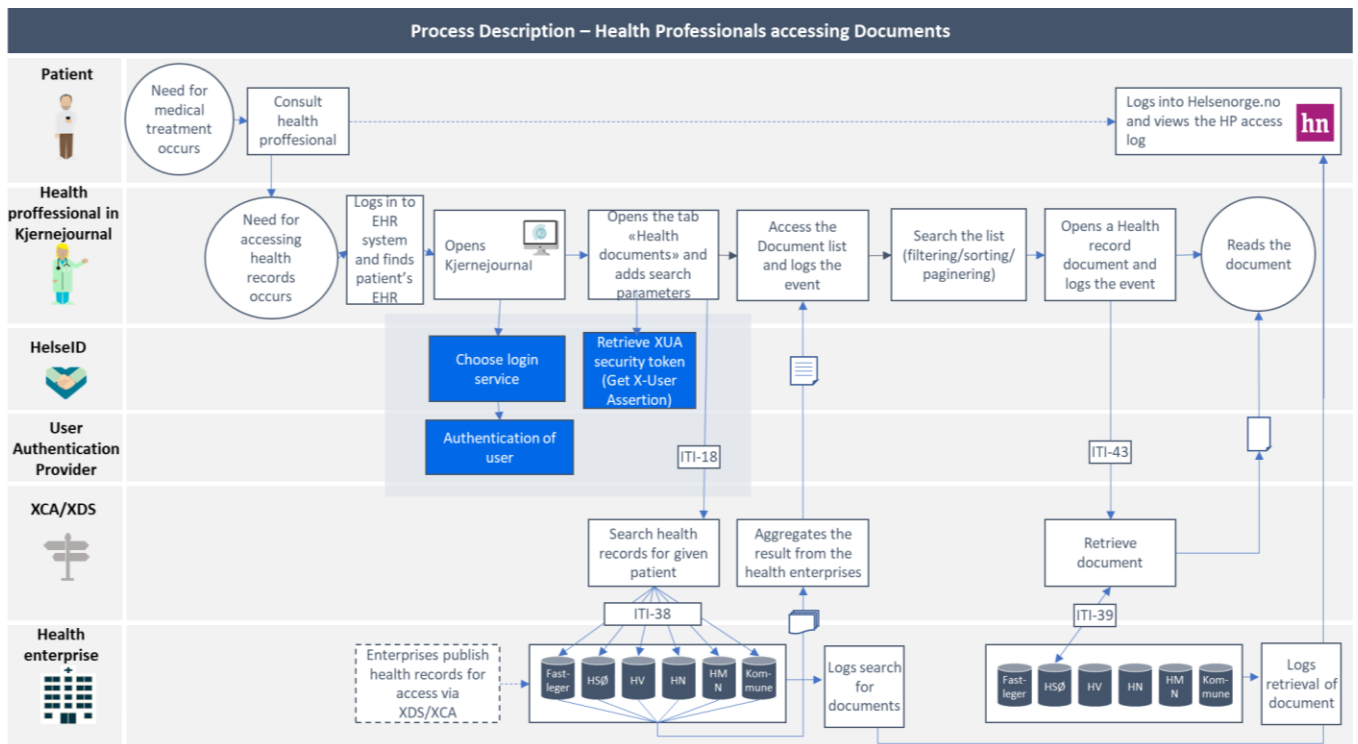 Process Description – Health Professionals accessing Documents
Patient
Need for
medical
treatment
occurs
Consult
health
proffesional
Logs into Helsenorge.no
and views the HP access
log
hn
Health
proffessional in
Kjernejournal
Need for
accessing
health
records
occurs
Logs in to
EHR
system
and finds
patient's
EHR
Opens
Kjernejournal
Opens the tab
«Health
documents» and
adds search
parameters
Access the
Document list
and logs the
event
Search the list
(filtering/sorting/
paginering)
Opens a Health
record
document and
logs the event
Reads the
document
HelseID
Choose login
service
Retrieve XUA
security token
(Get X-User
Assertion)
User
Authentication
Provider
Authentication of
user
ITI-18
ITI-43
XCA/XDS
Search health
records for given
patient
Aggregates the
result from the
health enterprises
Retrieve
document
ITI-38
ITI-39
Health
enterprise
Enterprises publish
health records for
access via
XDS/XCA
Fast-
leger
HSØ
HV
HN
HM
N
Kom-
mune
Logs search
for
documents
Fast-
leger
HSØ
HV
HN
HM
N
Kom-
mune
Logs
retrieval of
document